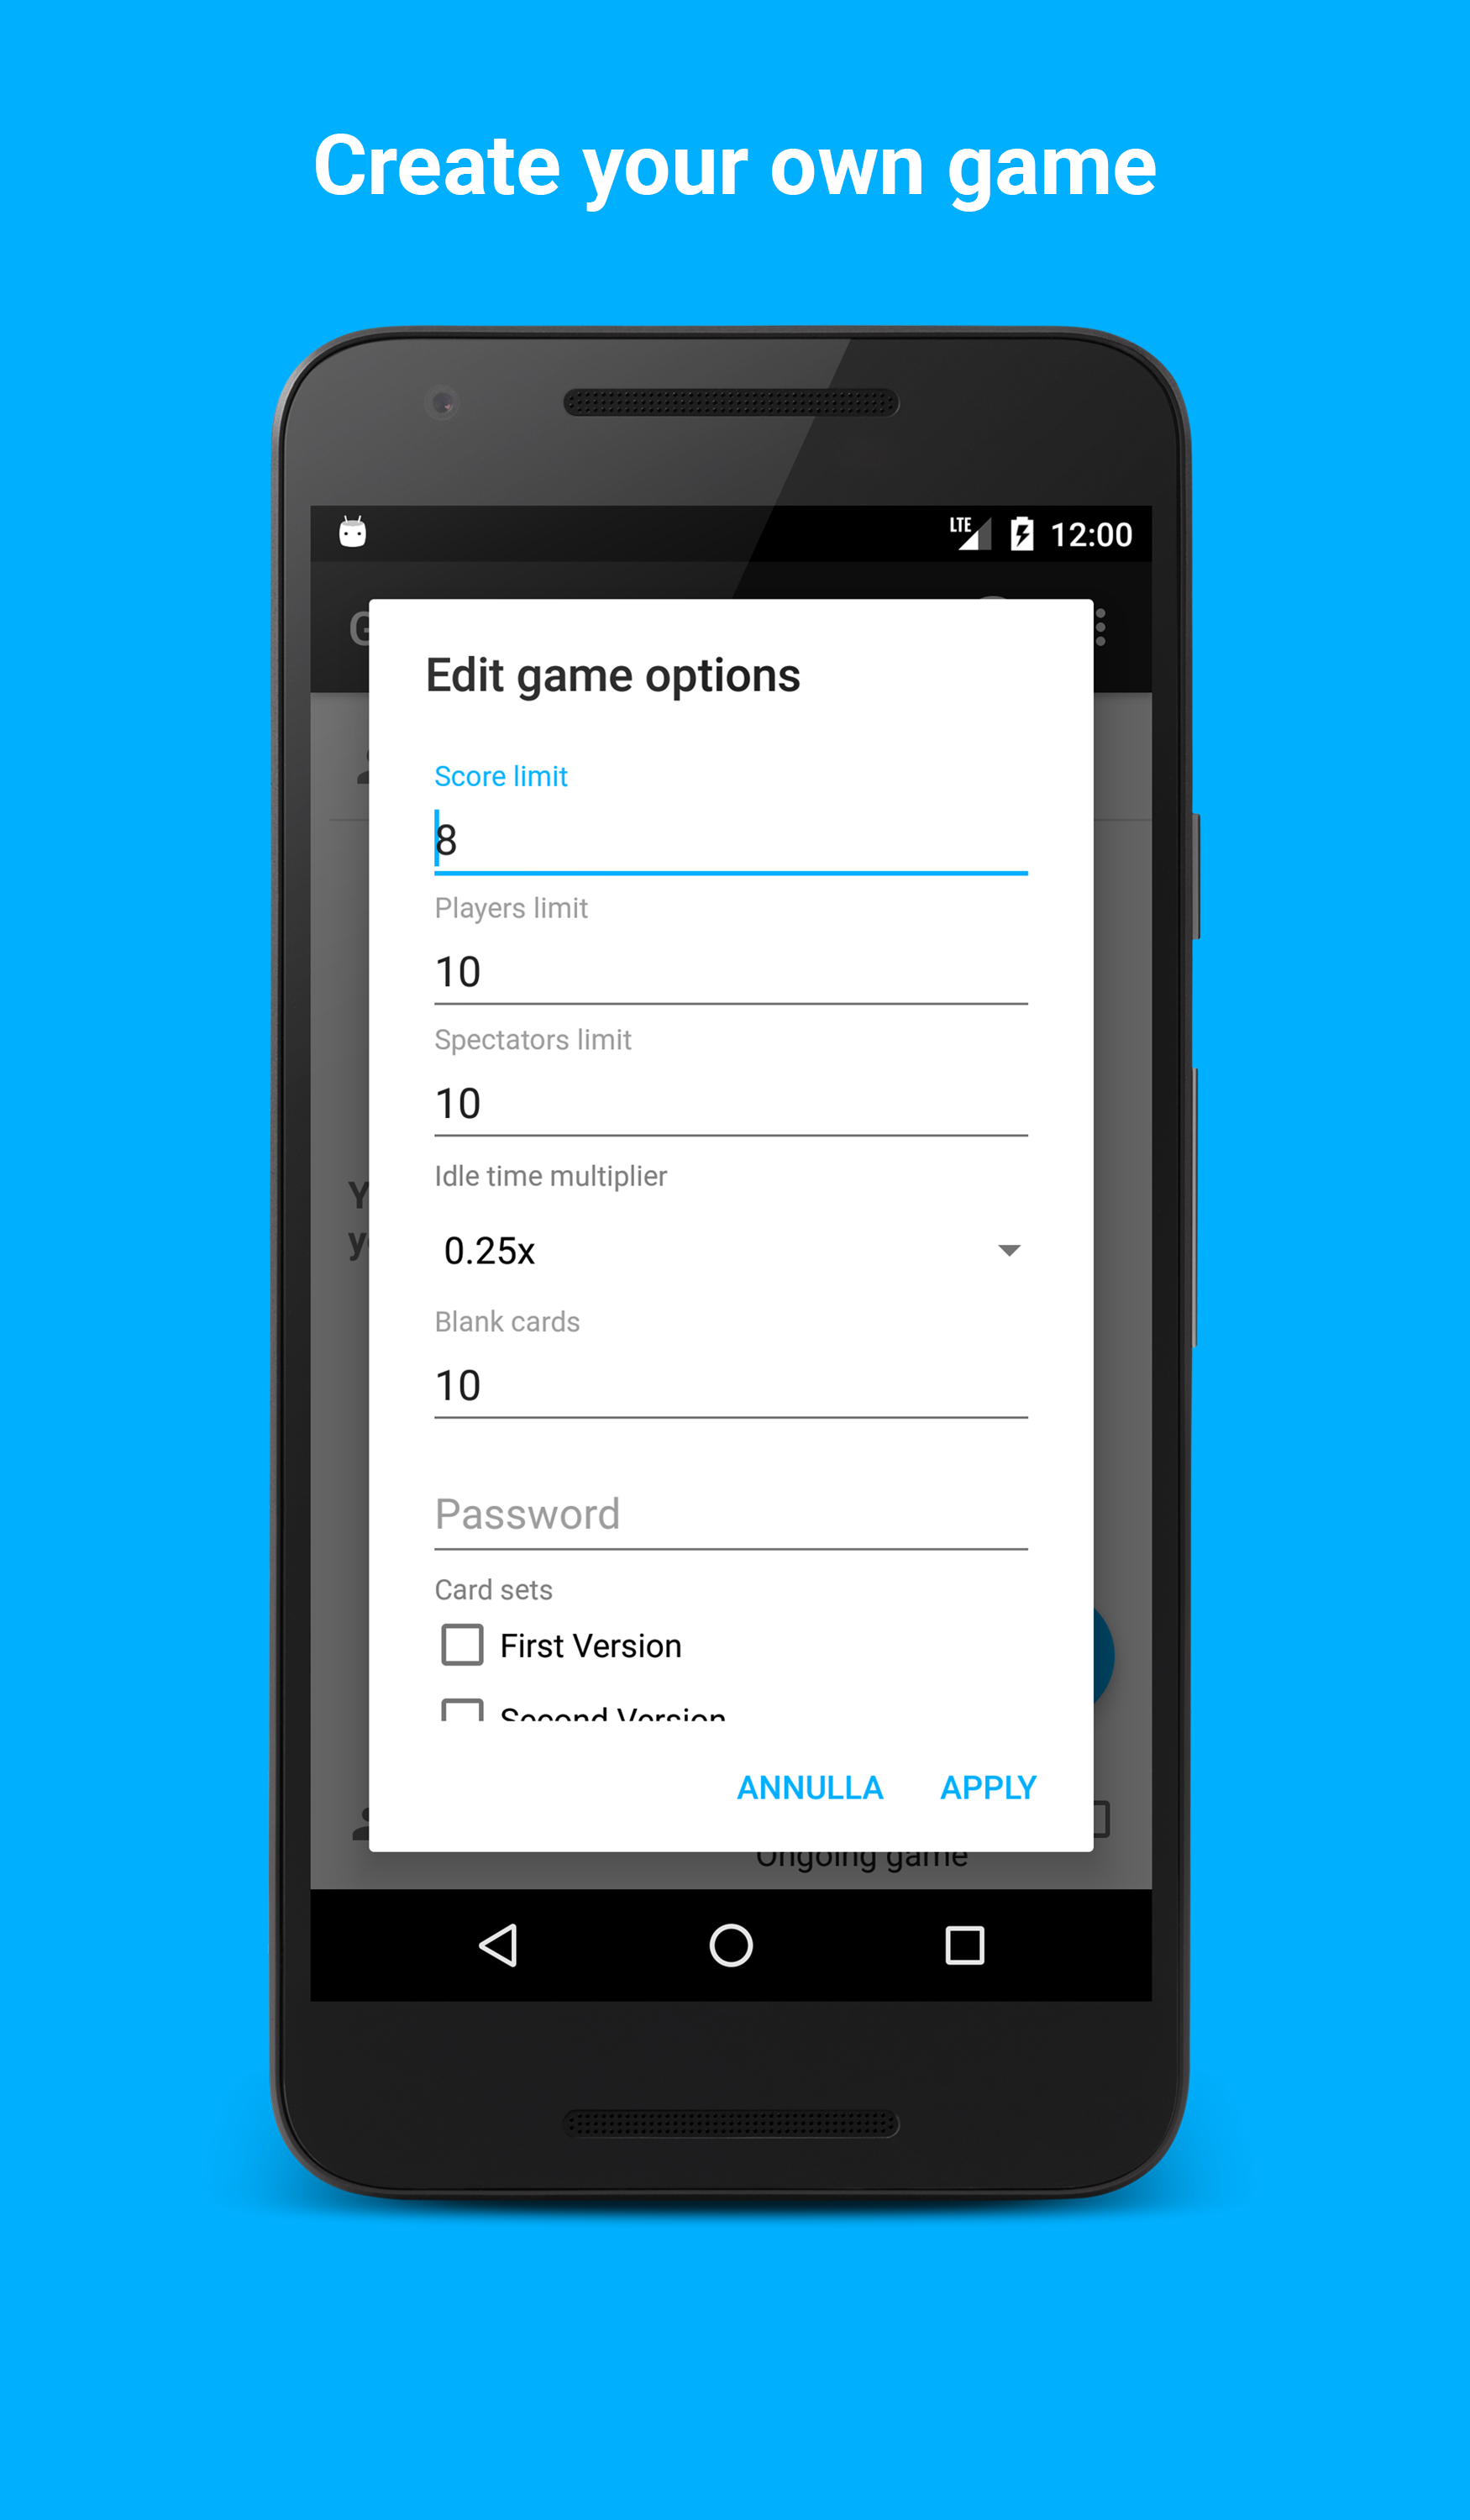 Create your own game
LTE 12:00
Edit game options
Score limit
8
Players limit
10
Spectators limit
10
Idle time multiplier
0.25x
Blank cards
10
Password
Card sets
First Version
Second Version
ANNULLA APPLY
Ongoing game